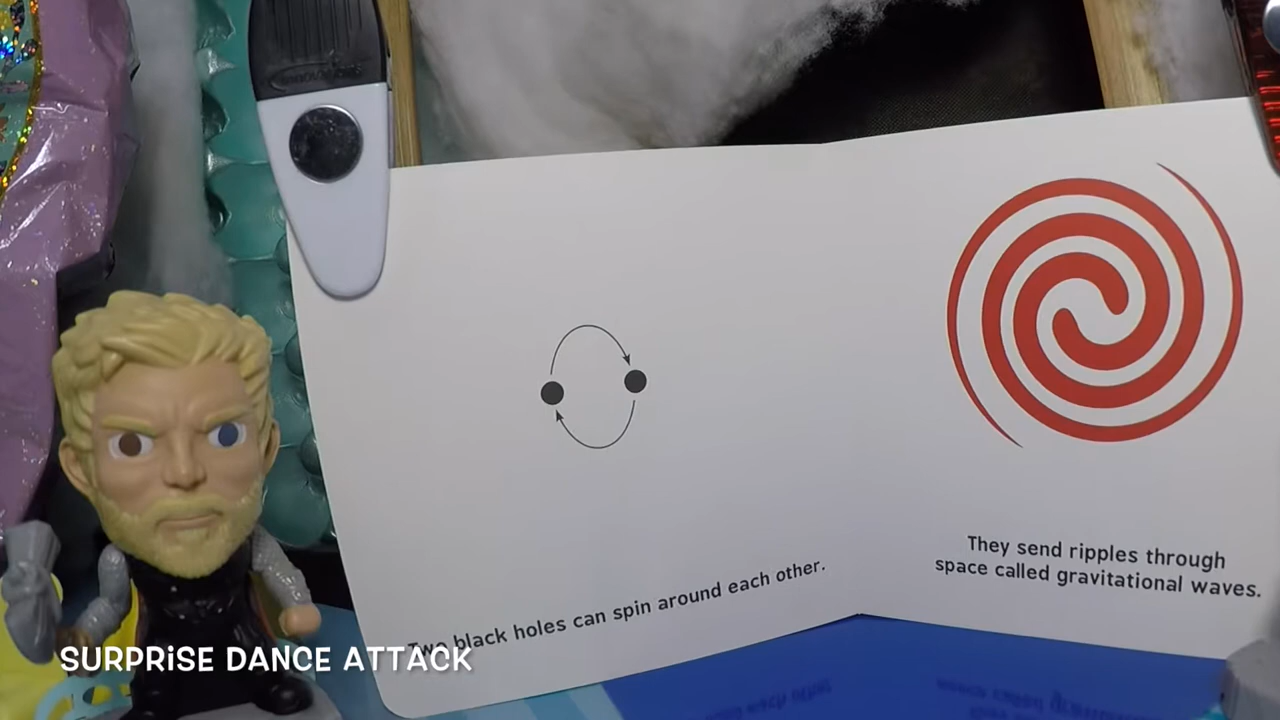 Two black holes can spin around each other.
They send ripples through
space called gravitational waves.
SURPRiSE DANCE ATTACK